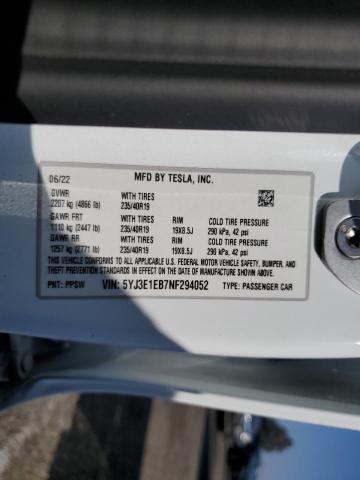 MFD BY TESLA, INC.
06/22
GVWR WITH TIRES
2207 kg (4866 lb) 235/40R19
GAWR FRT WITH TIRES RIM COLD TIRE PRESSURE
1110 kg (2447 lb) 235/40R19 19X8.5J 290 kPa, 42 psi
GAWR RR WITH TIRES RIM COLD TIRE PRESSURE
1257 kg (2771 lb) 235/40R19 19X8.5J 290 kPa, 42 psi
THIS VEHICLE CONFORMS TO ALL APPLICABLE
U.S. FEDERAL MOTOR VEHICLE SAFETY, BUMPER, AND
THEFT PREVENTION STANDARDS IN EFFECT ON THE DATE OF MANUFACTURE SHOWN ABOVE.
PNT: PPSW VIN: 5YJ3E1EB7NF294052 TYPE: PASSENGER CAR